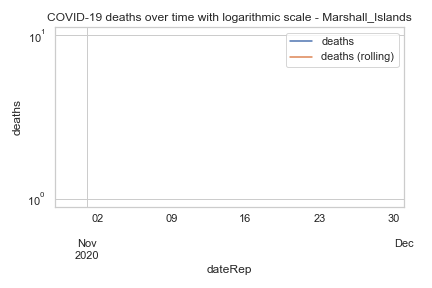 COVID-19 deaths over time with logarithmic scale - Marshall_Islands
10¹
deaths
deaths (rolling)
deaths
10⁰
02 09 16 23 30
Nov Dec
2020
dateRep